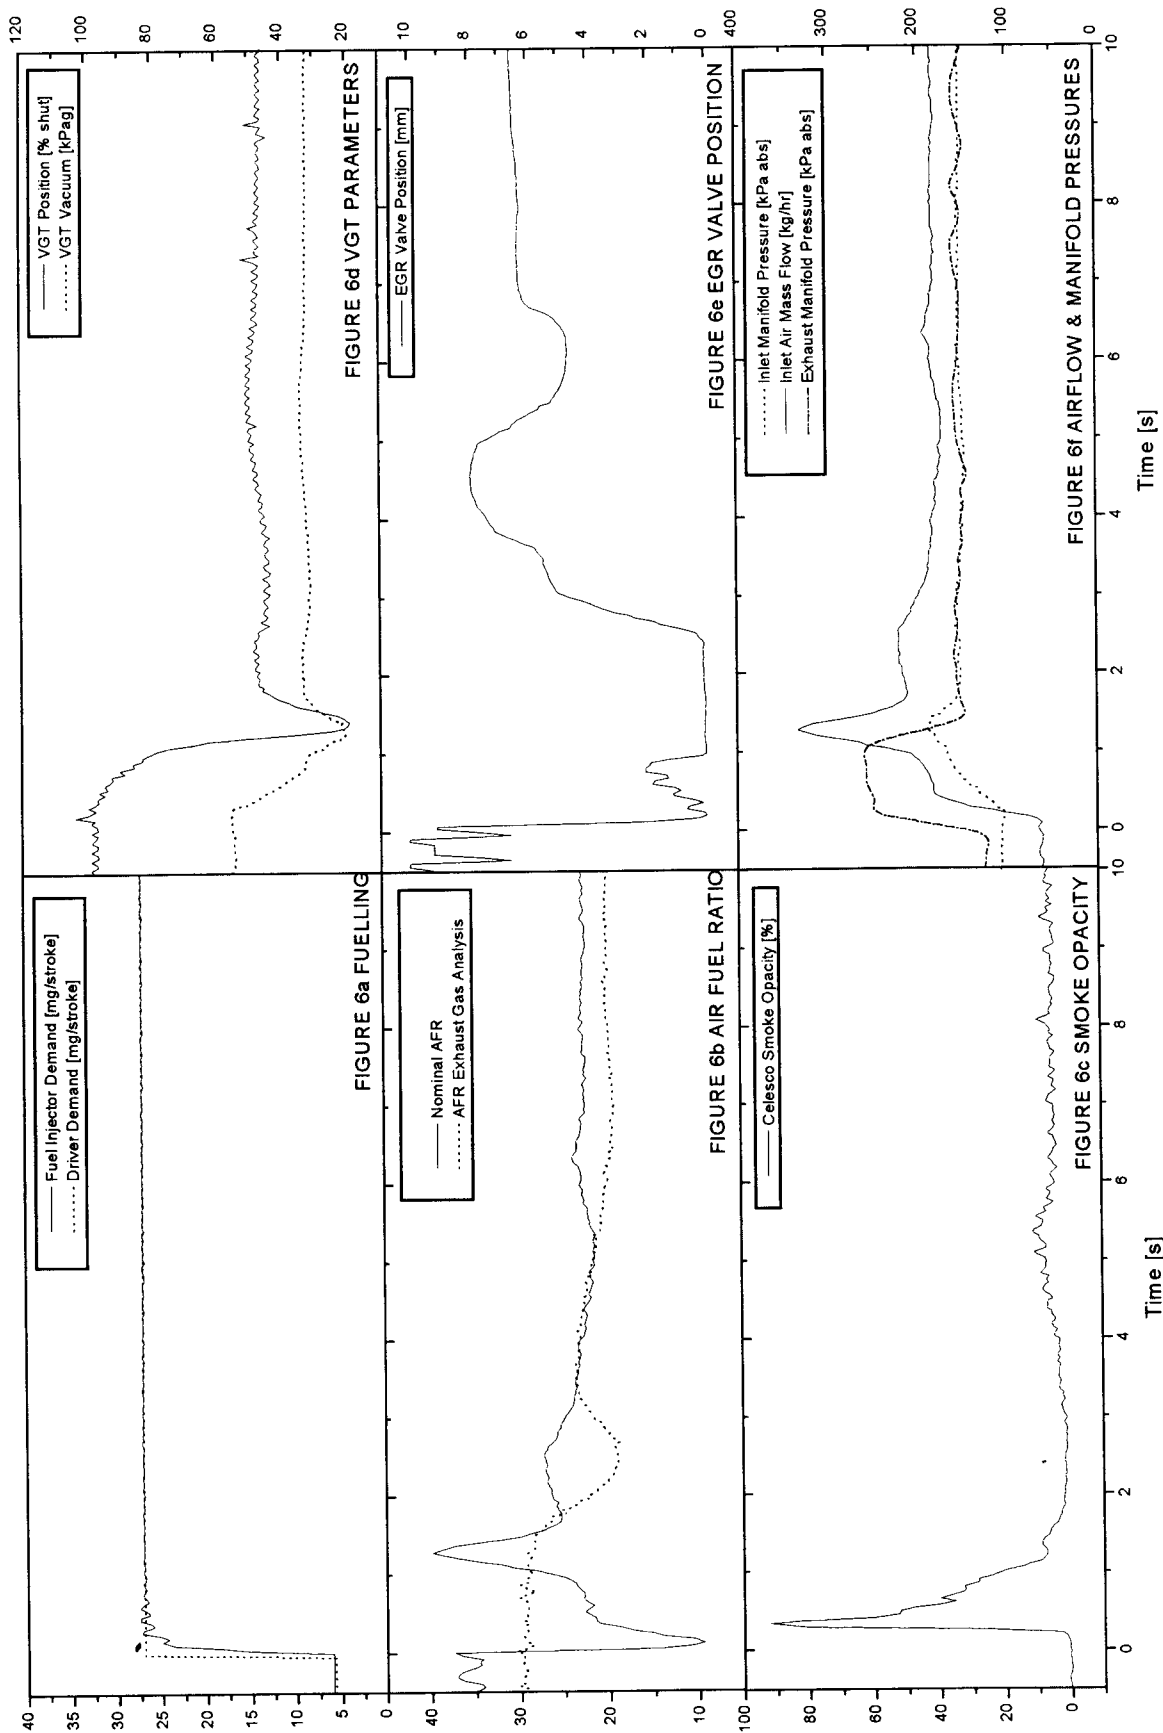 40
35
30
25
20
15
10
5
Fuel Injector Demand [mg/stroke]
Driver Demand [mg/stroke]
FIGURE 6a FUELLING
40
30
20
10
Nominal AFR
AFR Exhaust Gas Analysis
FIGURE 6b AIR FUEL RATIO
100
80
60
40
20
0
Celesco Smoke Opacity [%]
FIGURE 6c SMOKE OPACITY
0 2 4 6 8 10
Time [s]
VGT Position [% shut]
VGT Vacuum [kPag]
FIGURE 6d VGT PARAMETERS
120
100
80
60
40
20
EGR Valve Position [mm]
FIGURE 6e EGR VALVE POSITION
10
8
6
4
2
0
Inlet Manifold Pressure [kPa abs]
Inlet Air Mass Flow [kg/hr]
Exhaust Manifold Pressure [kPa abs]
FIGURE 6f AIRFLOW & MANIFOLD PRESSURES
400
300
200
100
0
0 2 4 6 8 10
Time [s]